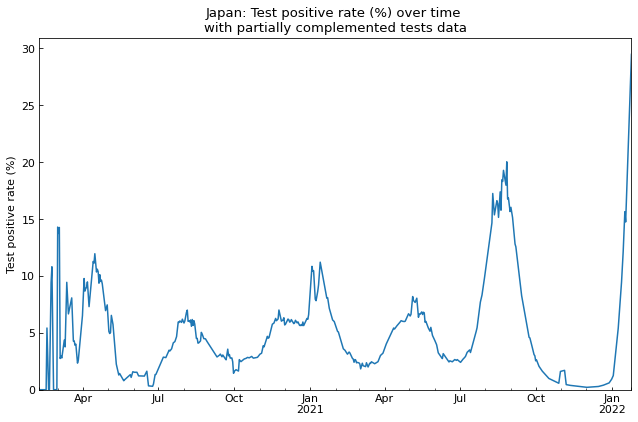 Japan: Test positive rate (%) over time
with partially complemented tests data
Test positive rate (%)
30
25
20
15
10
5
0
Apr Jul Oct Jan Apr Jul Oct Jan
2021 2022